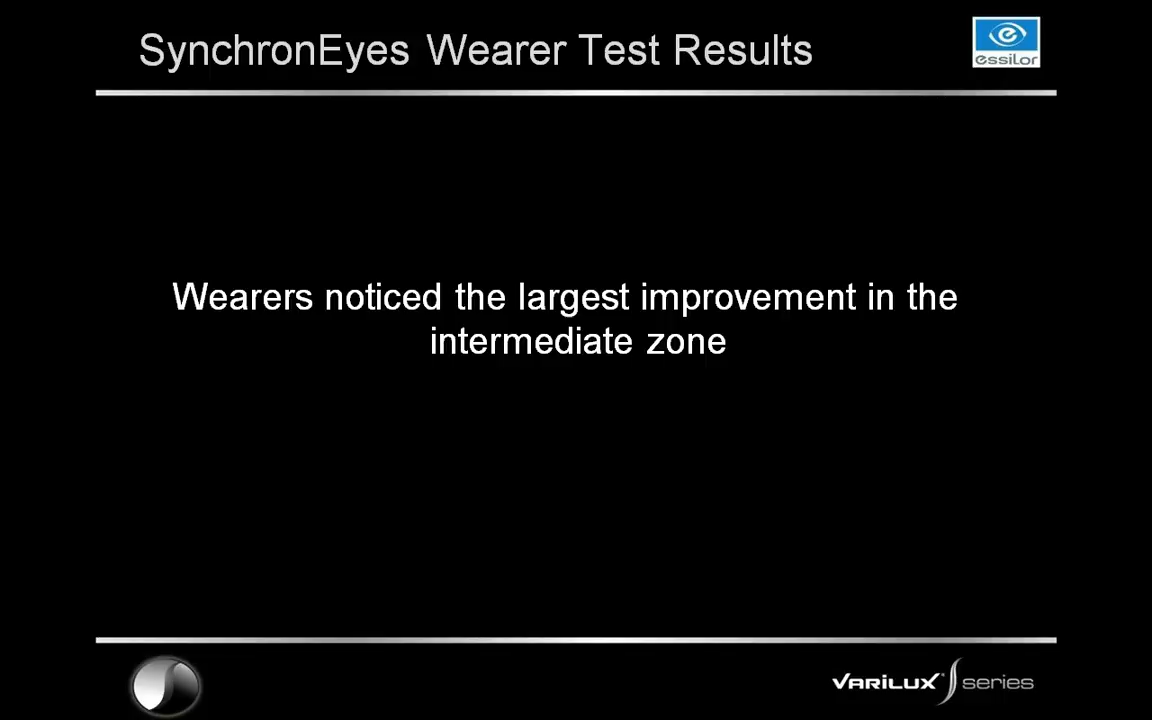 SynchronEyes Wearer Test Results
essilor
Wearers noticed the largest improvement in the
intermediate zone
VARILUX® S series